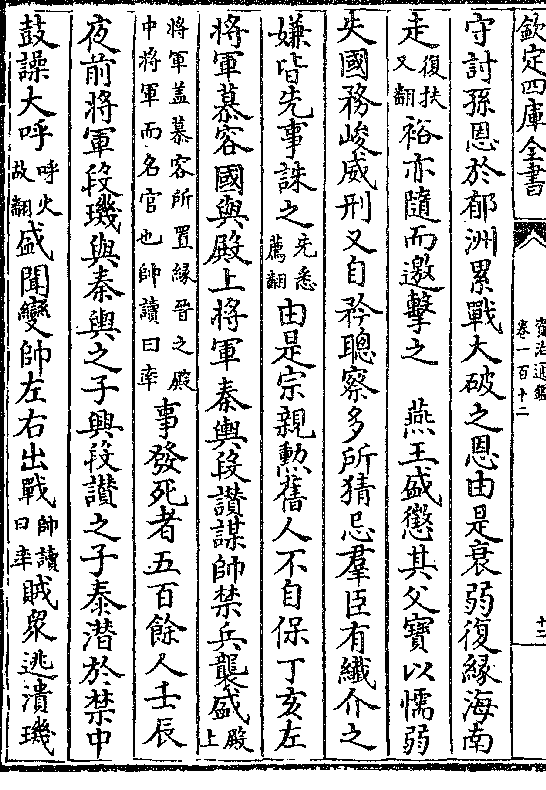 欽定四庫全書
資治通鑑
卷一百十二
十二
守討孫恩於郁洲累戰大破之恩由是衰弱復緣海南
走復扶又翻裕亦隨而邀擊之　燕王盛懲其父寶以懦弱
失國務峻威刑又自矜聰察多所猜忌羣臣有纖介之
嫌皆先事誅之先悉薦翻由是宗親勲舊人不自保丁亥左
將軍慕容國與殿上將軍秦輿段讃謀帥禁兵襲盛殿上
將軍盖慕容所置緣晉之殿中將軍而名官也帥讀曰率事發死者五百餘人壬辰
夜前將軍段璣與秦輿之子興段讃之子泰潛於禁中
鼓譟大呼呼火故翻盛聞變帥左右出戰帥讀曰率賊衆逃潰璣